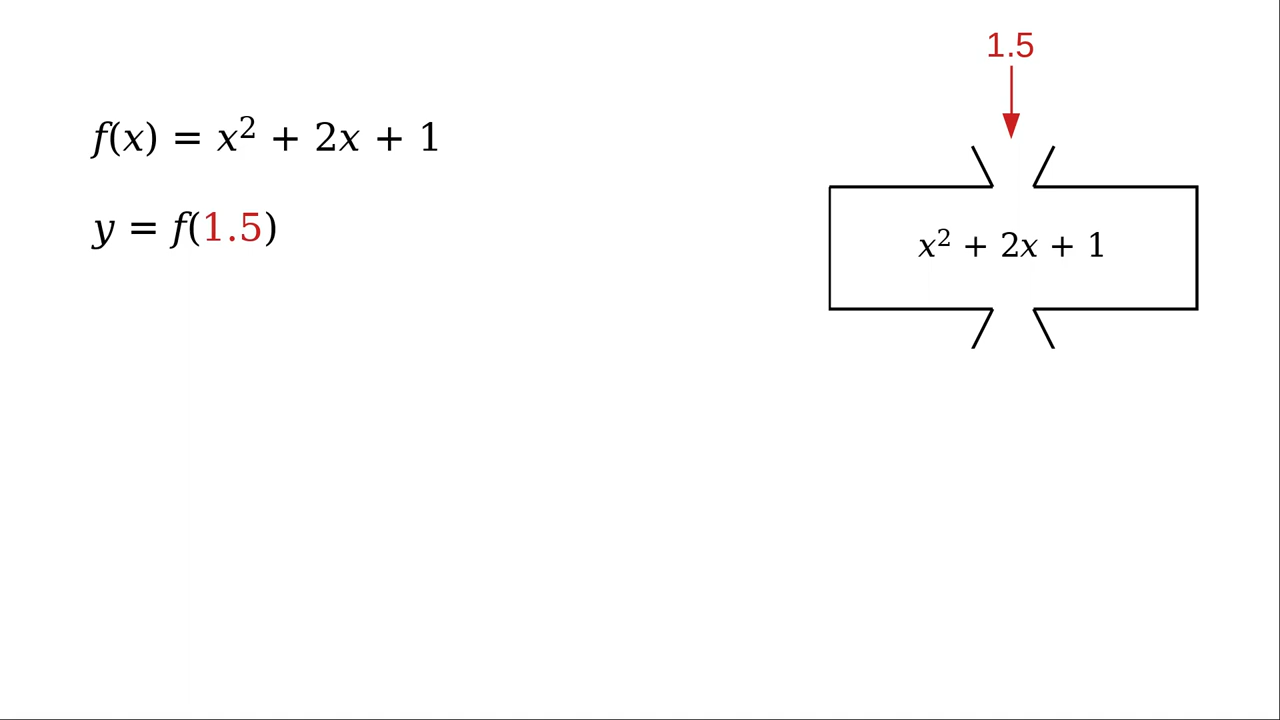 f(x) = x² + 2x + 1
y = f(1.5)
1.5
x² + 2x + 1